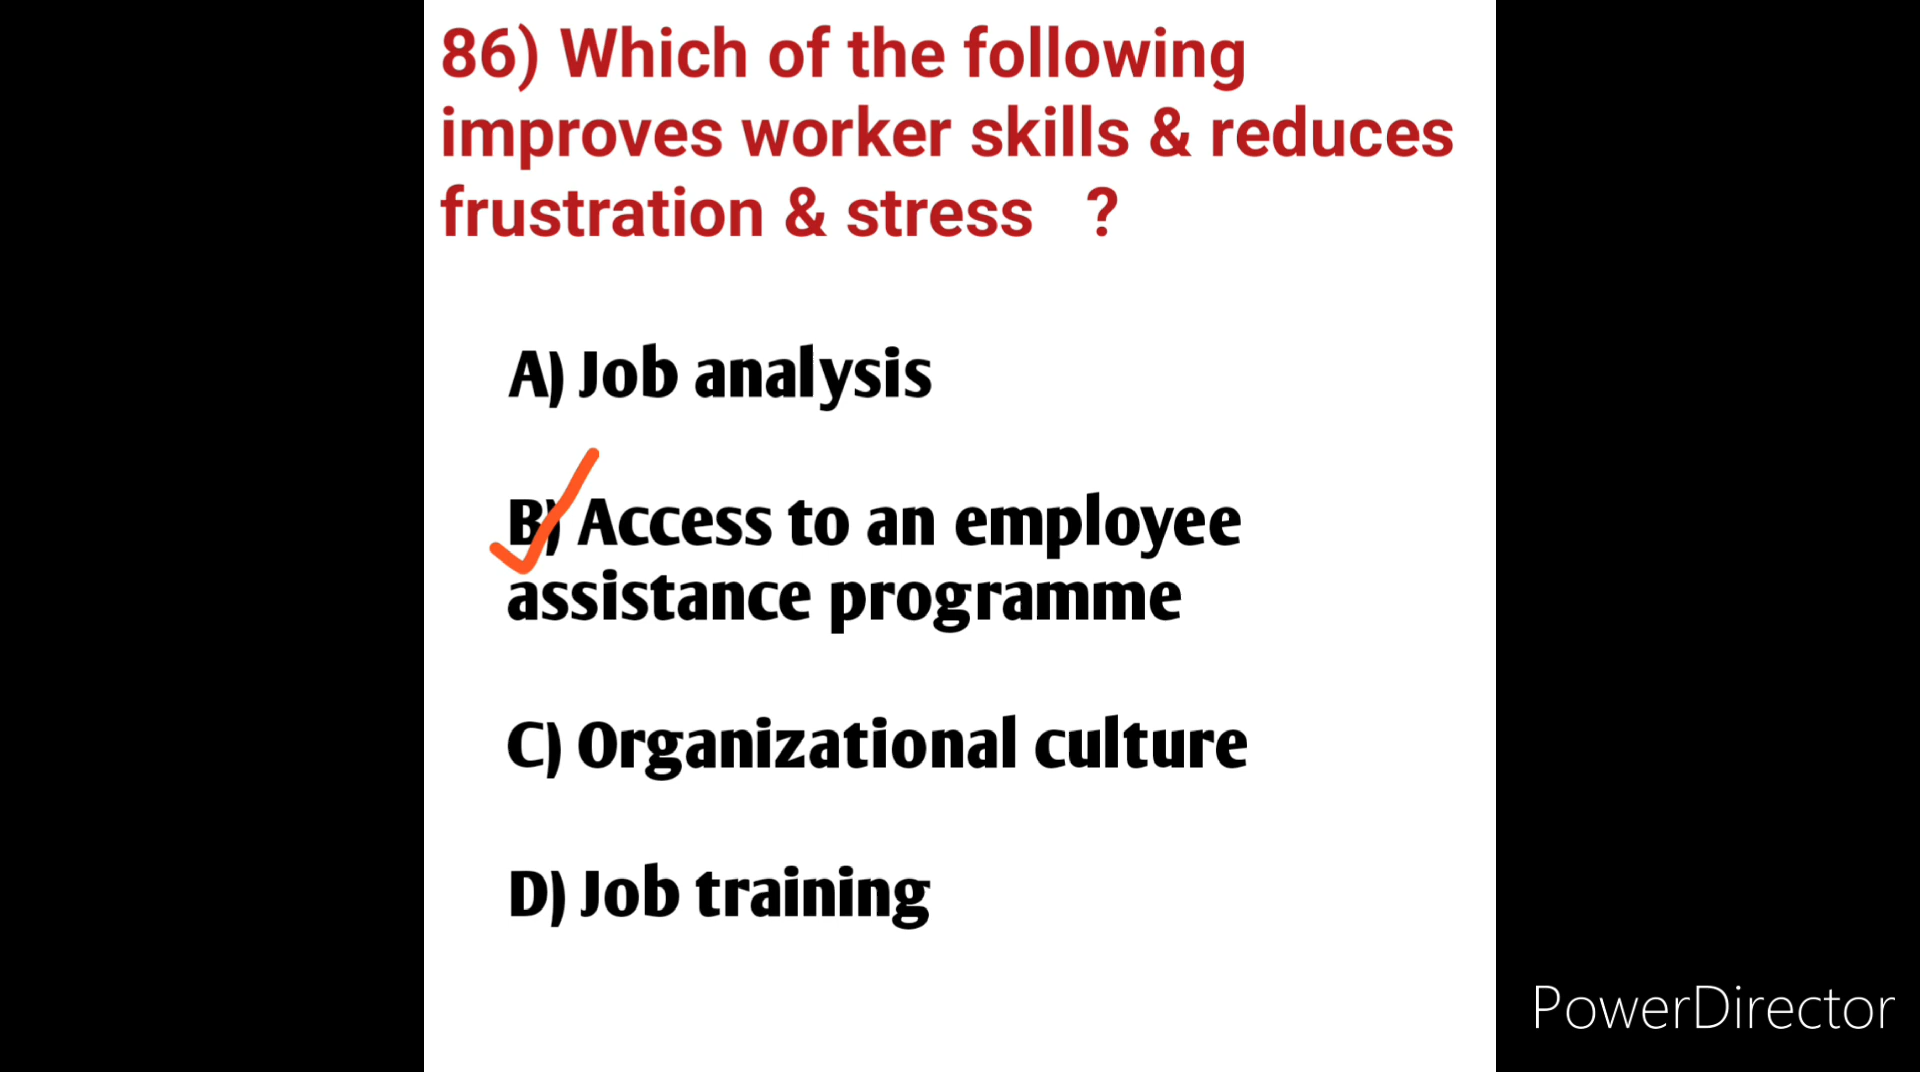 86) Which of the following
improves worker skills & reduces
frustration & stress ?
A) Job analysis
B) Access to an employee
assistance programme
C) Organizational culture
D) Job training
PowerDirector